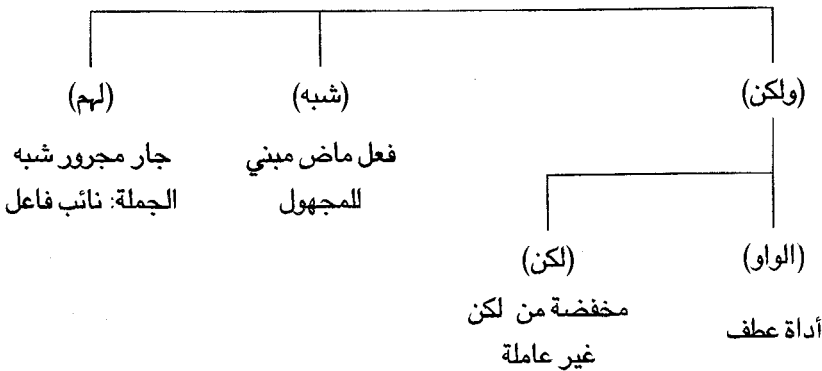 (ولكن)
(شبه)
(لهم)
فعل ماض مبني
للمجهول
جار مجرور شبه
الجملة: نائب فاعل
(الواو)
(لكن)
أداة عطف
مخفضة من لكن
غير عاملة